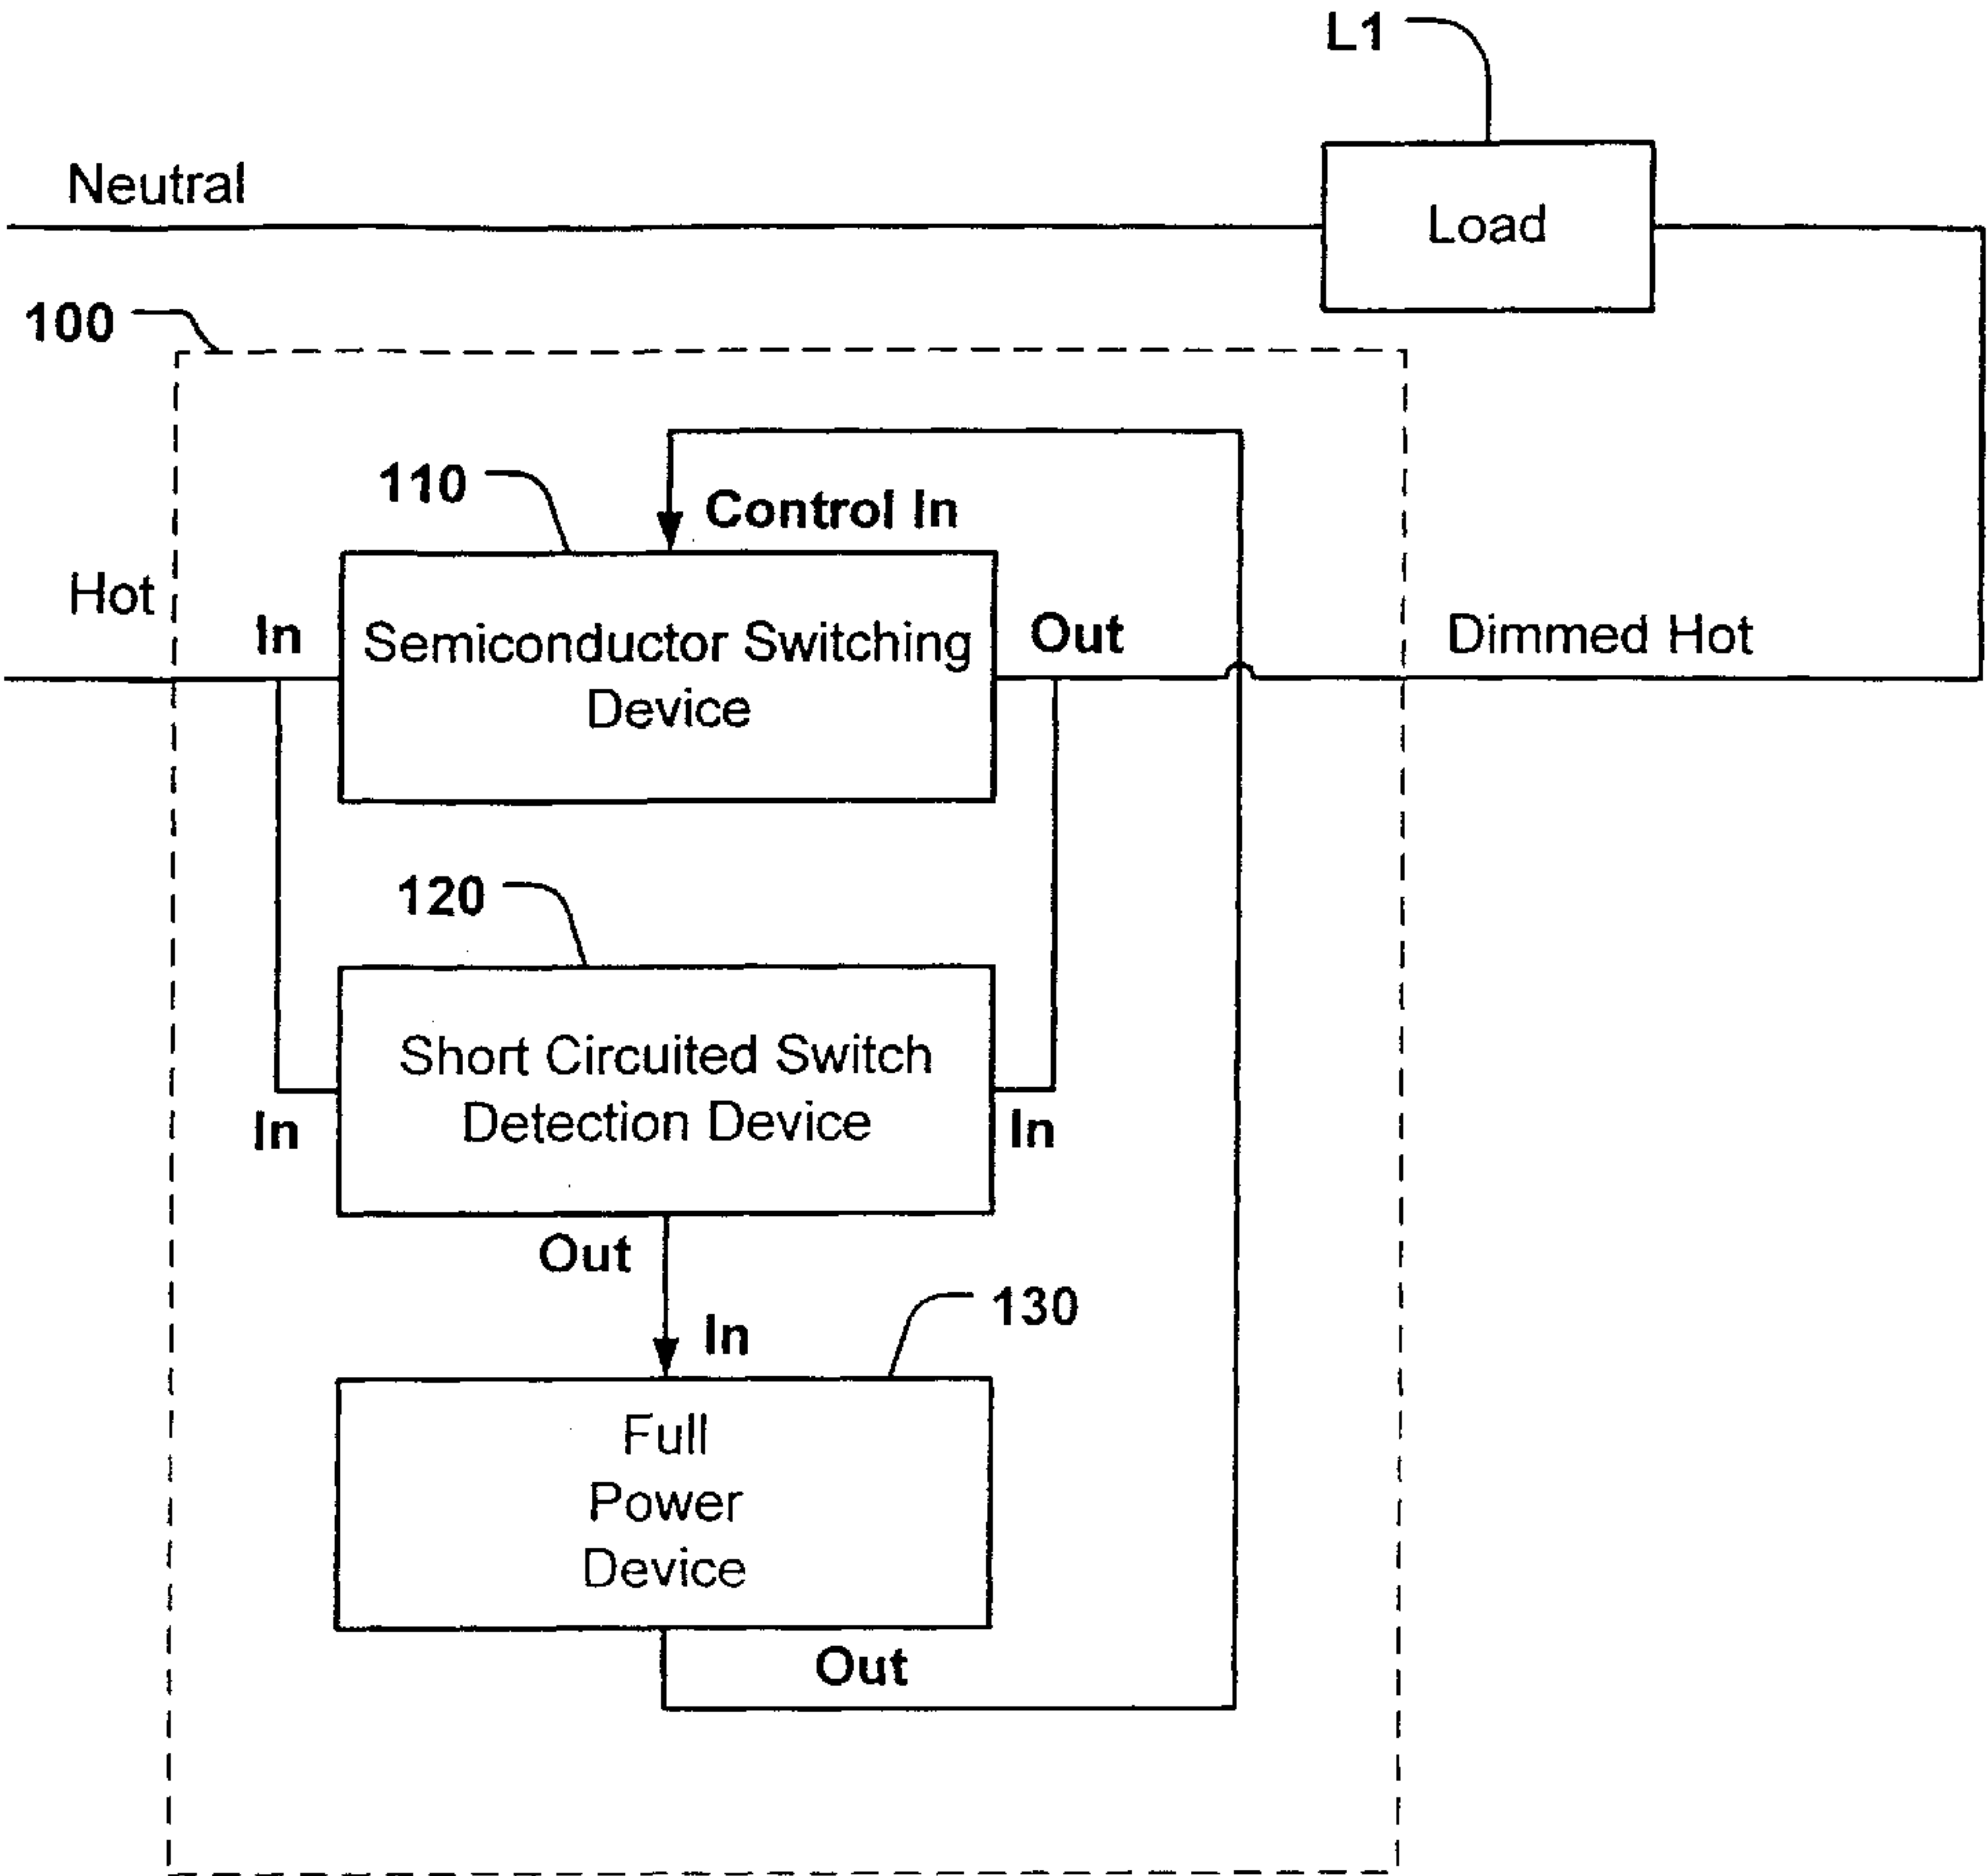 L1
Neutral
Load
100
110
Control In
Hot
In
Semiconductor Switching
Device
Out
Dimmed Hot
120
Short Circuited Switch
Detection Device
In
In
Out
In
130
Full
Power
Device
Out